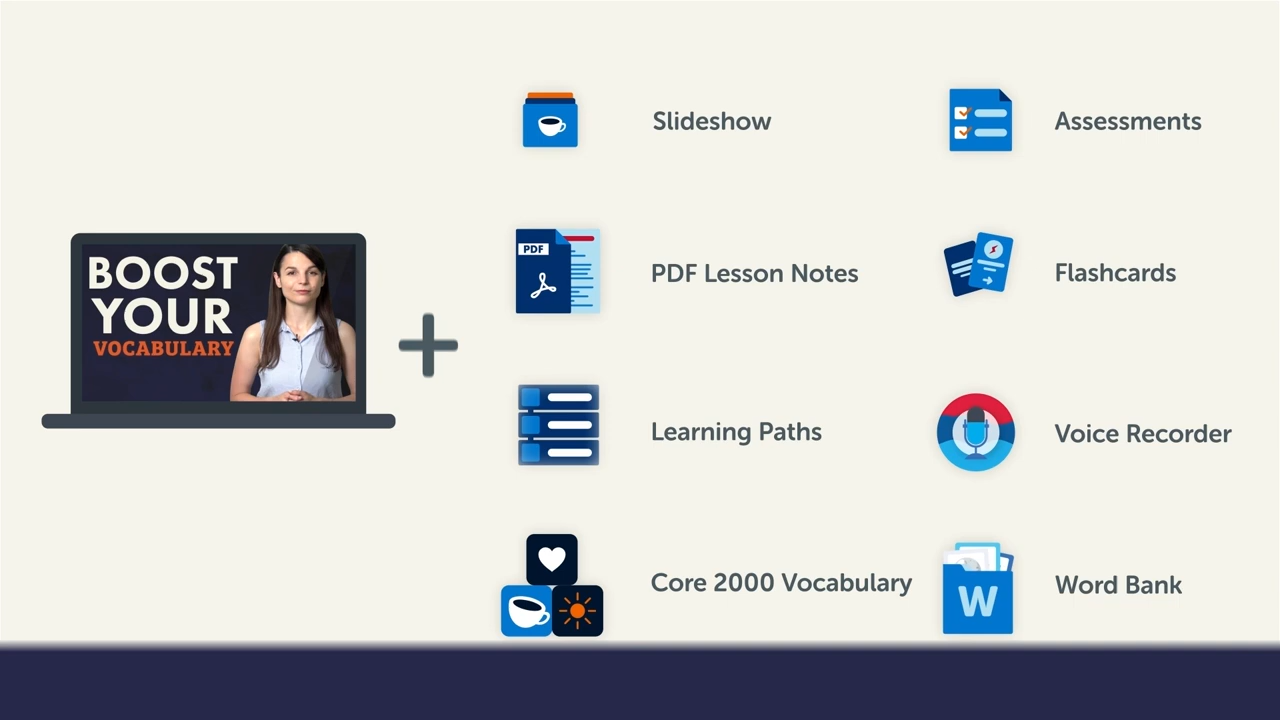 BOOST
YOUR
VOCABULARY
Slideshow
Assessments
PDF
PDF Lesson Notes
Flashcards
Learning Paths
Voice Recorder
Core 2000 Vocabulary
W
Word Bank